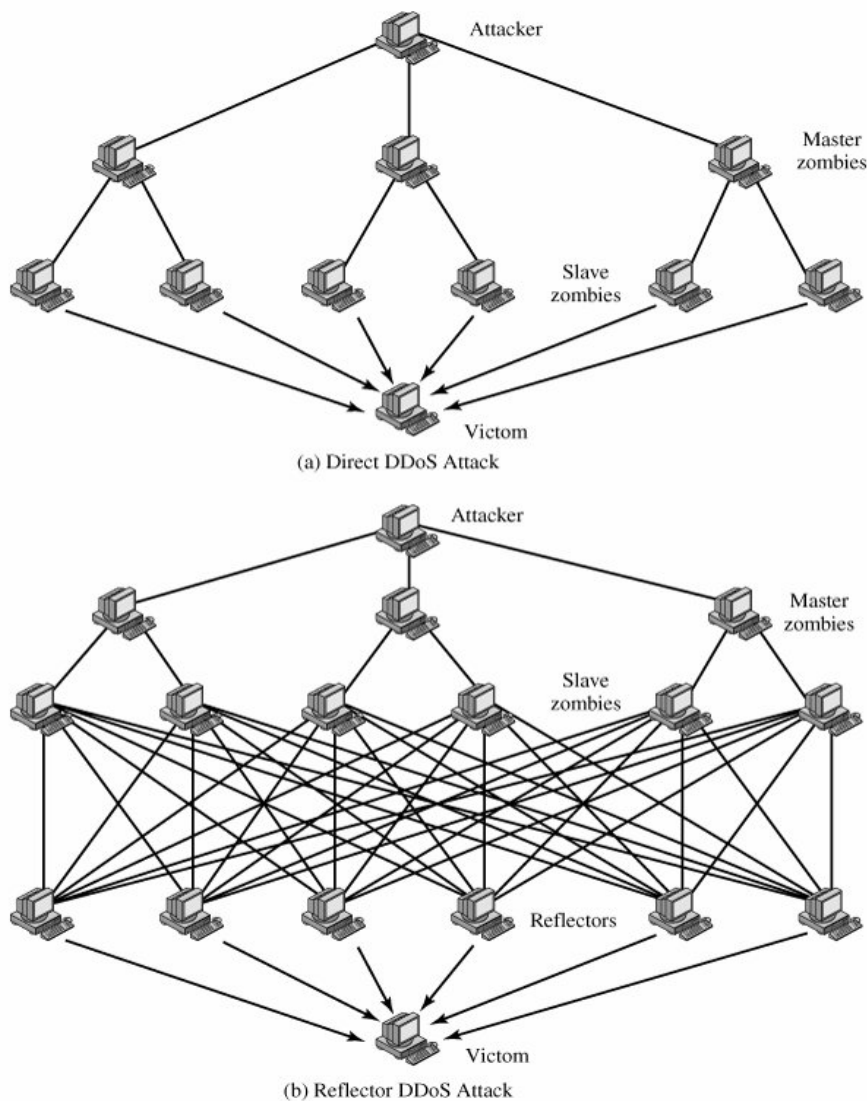 Attacker
Master
zombies
Slave
zombies
Victom
(a) Direct DDoS Attack
Attacker
Master
zombies
Slave
zombies
Reflectors
Victom
(b) Reflector DDoS Attack